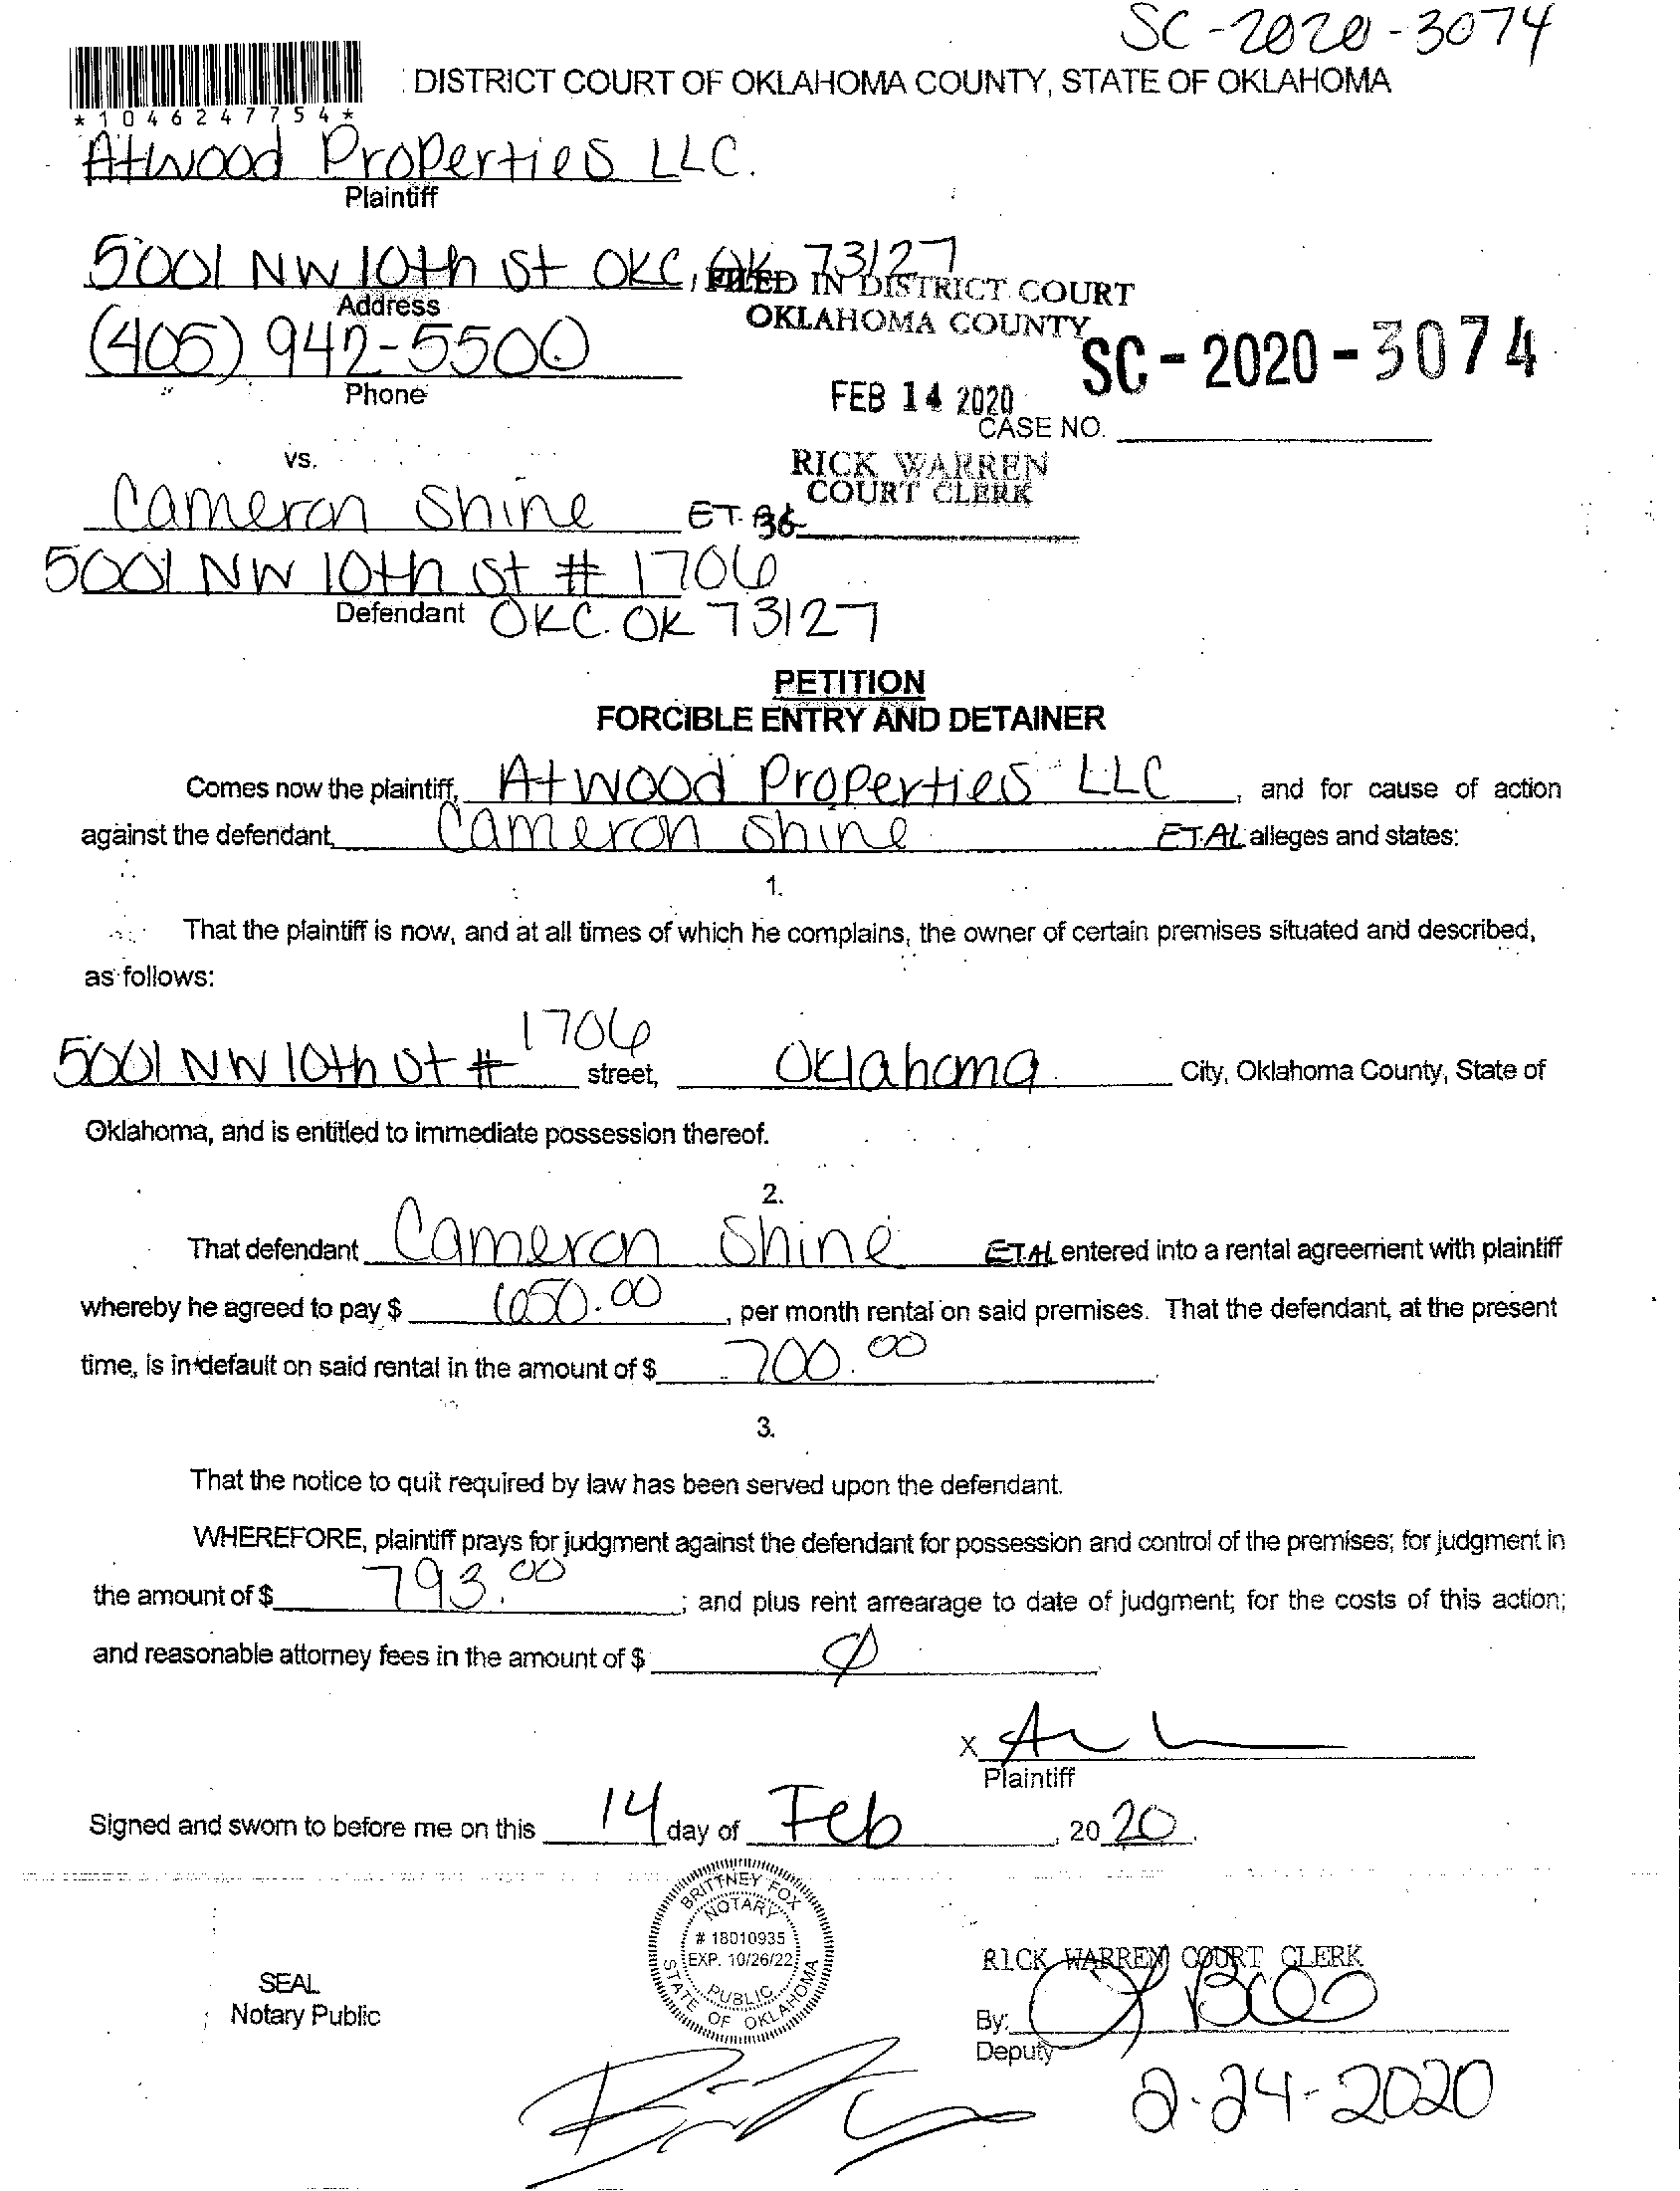 SC-2020-3074
*1046247754*
DISTRICT COURT OF OKLAHOMA COUNTY, STATE OF OKLAHOMA
Atwood Properties LLC.
Plaintiff
5001 NW 10th St OKC, OK 73127
FILED IN DISTRICT COURT
Address
OKLAHOMA COUNTY
(405) 942-5500
SC-2020-3074
Phone
FEB 14 2020
CASE NO.
vs.
RICK WARREN
COURT CLERK
Cameron Shine ET.
5001 NW 10th St # 1706
Defendant OKC. OK 73127
PETITION
FORCIBLE ENTRY AND DETAINER
Comes now the plaintiff, Atwood Properties LLC, and for cause of action
against the defendant, Cameron Shine ET.AL alleges and states:
1.
That the plaintiff is now, and at all times of which he complains, the owner of certain premises situated and described,
as follows:
5001 NW 10th St # 1706 street, Oklahoma City, Oklahoma County, State of
Oklahoma, and is entitled to immediate possession thereof.
2.
That defendant Cameron Shine ET.AL entered into a rental agreement with plaintiff
whereby he agreed to pay $ 650.00, per month rental on said premises. That the defendant, at the present
time, is in default on said rental in the amount of $ 700.00
3.
That the notice to quit required by law has been served upon the defendant.
WHEREFORE, plaintiff prays for judgment against the defendant for possession and control of the premises; for judgment in
the amount of $ 793.00; and plus rent arrearage to date of judgment; for the costs of this action;
and reasonable attorney fees in the amount of $ Ø
X
Plaintiff
Signed and sworn to before me on this 14 day of Feb, 2020.
BRITTNEY FOX
NOTARY
# 18010935
EXP. 10/26/22
PUBLIC
STATE OF OKLAHOMA
SEAL
Notary Public
RICK WARREN COURT CLERK
By:
Deputy
2-24-2020